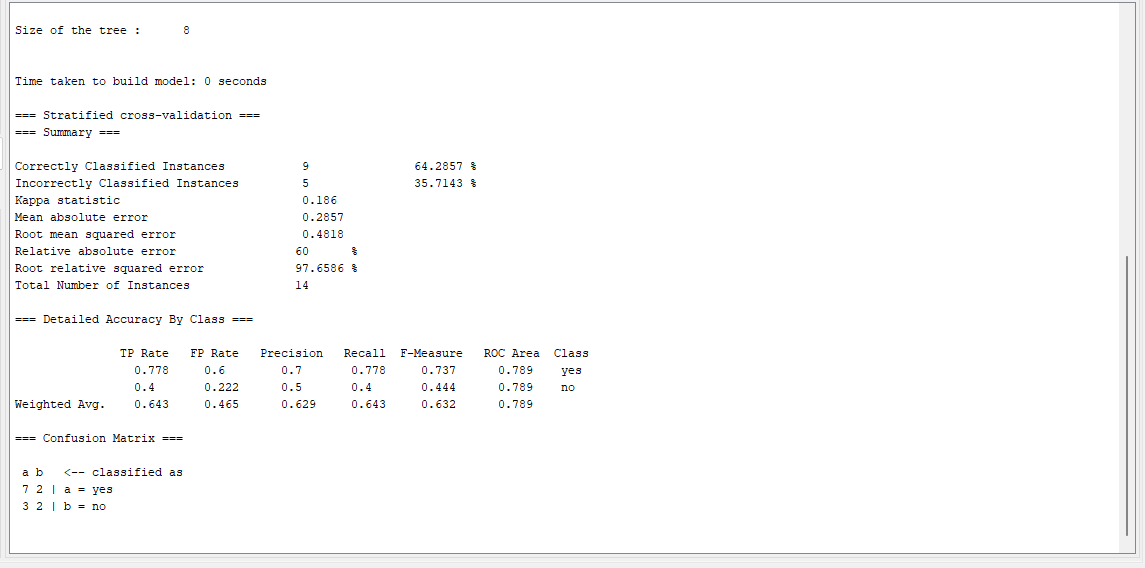 Size of the tree : 8
Time taken to build model: 0 seconds
=== Stratified cross-validation ===
=== Summary ===
Correctly Classified Instances 9 64.2857 %
Incorrectly Classified Instances 5 35.7143 %
Kappa statistic 0.186
Mean absolute error 0.2857
Root mean squared error 0.4818
Relative absolute error 60 %
Root relative squared error 97.6586 %
Total Number of Instances 14
=== Detailed Accuracy By Class ===
TP Rate FP Rate Precision Recall F-Measure ROC Area Class
0.778 0.6 0.7 0.778 0.737 0.789 yes
0.4 0.222 0.5 0.4 0.444 0.789 no
Weighted Avg. 0.643 0.465 0.629 0.643 0.632 0.789
=== Confusion Matrix ===
a b <-- classified as
7 2 | a = yes
3 2 | b = no